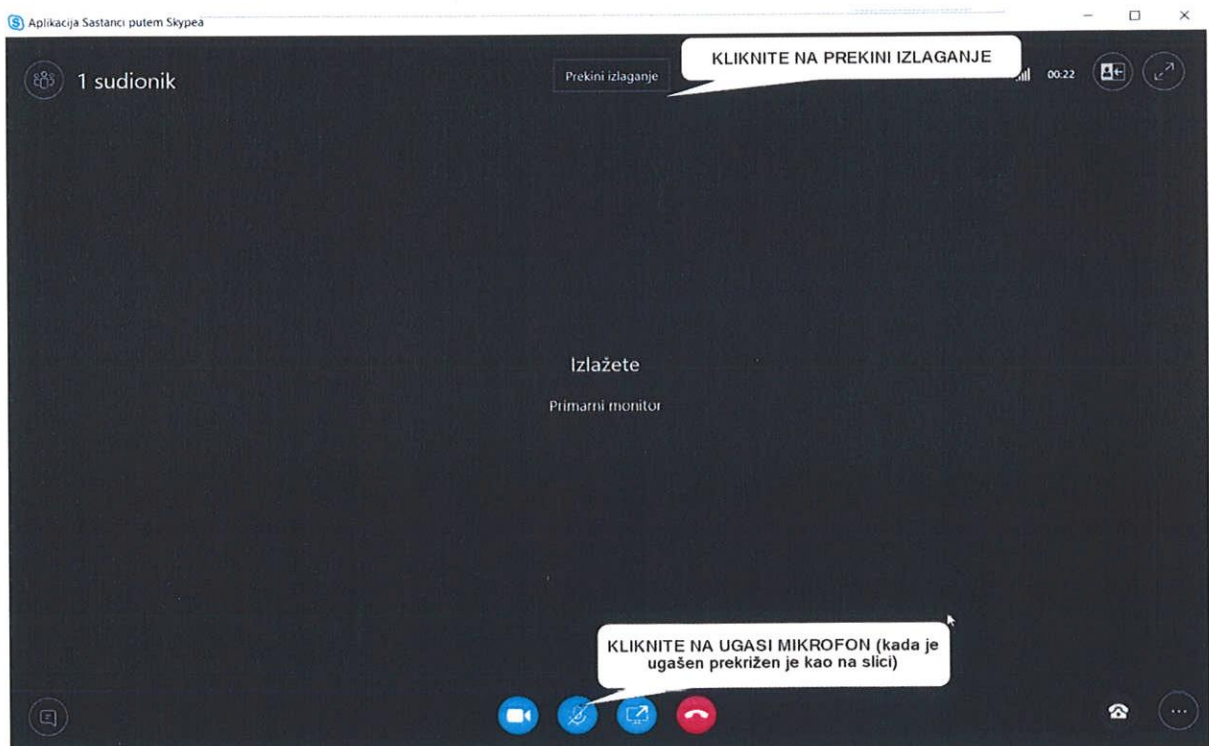 Aplikacija Sastanci putem Skypea
1 sudionik
Prekini izlaganje
KLIKNITE NA PREKINI IZLAGANJE
00:22
Izlažete
Primarni monitor
KLIKNITE NA UGASI MIKROFON (kada je
ugašen prekrižen je kao na slici)